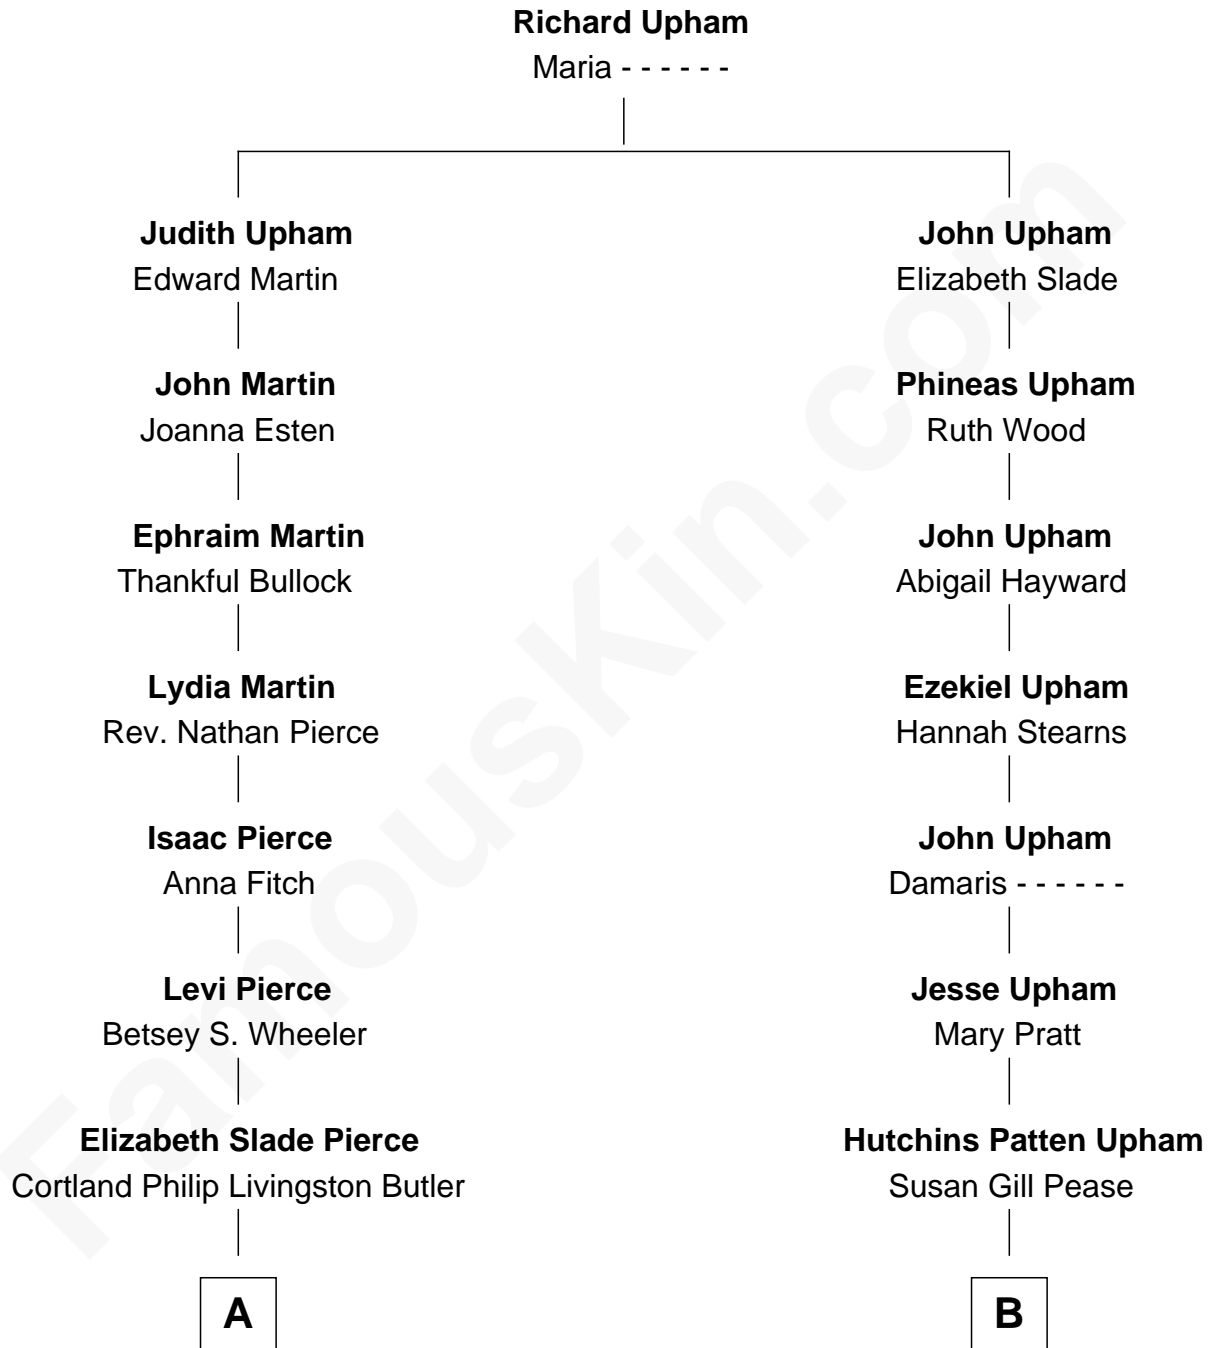 Richard Upham
Maria - - - - - -
Judith Upham
Edward Martin
John Upham
Elizabeth Slade
John Martin
Joanna Esten
Phineas Upham
Ruth Wood
Ephraim Martin
Thankful Bullock
John Upham
Abigail Hayward
Lydia Martin
Rev. Nathan Pierce
Ezekiel Upham
Hannah Stearns
Isaac Pierce
Anna Fitch
John Upham
Damaris - - - - - -
Levi Pierce
Betsey S. Wheeler
Jesse Upham
Mary Pratt
Elizabeth Slade Pierce
Cortland Philip Livingston Butler
Hutchins Patten Upham
Susan Gill Pease
A
B
FamousKin.com